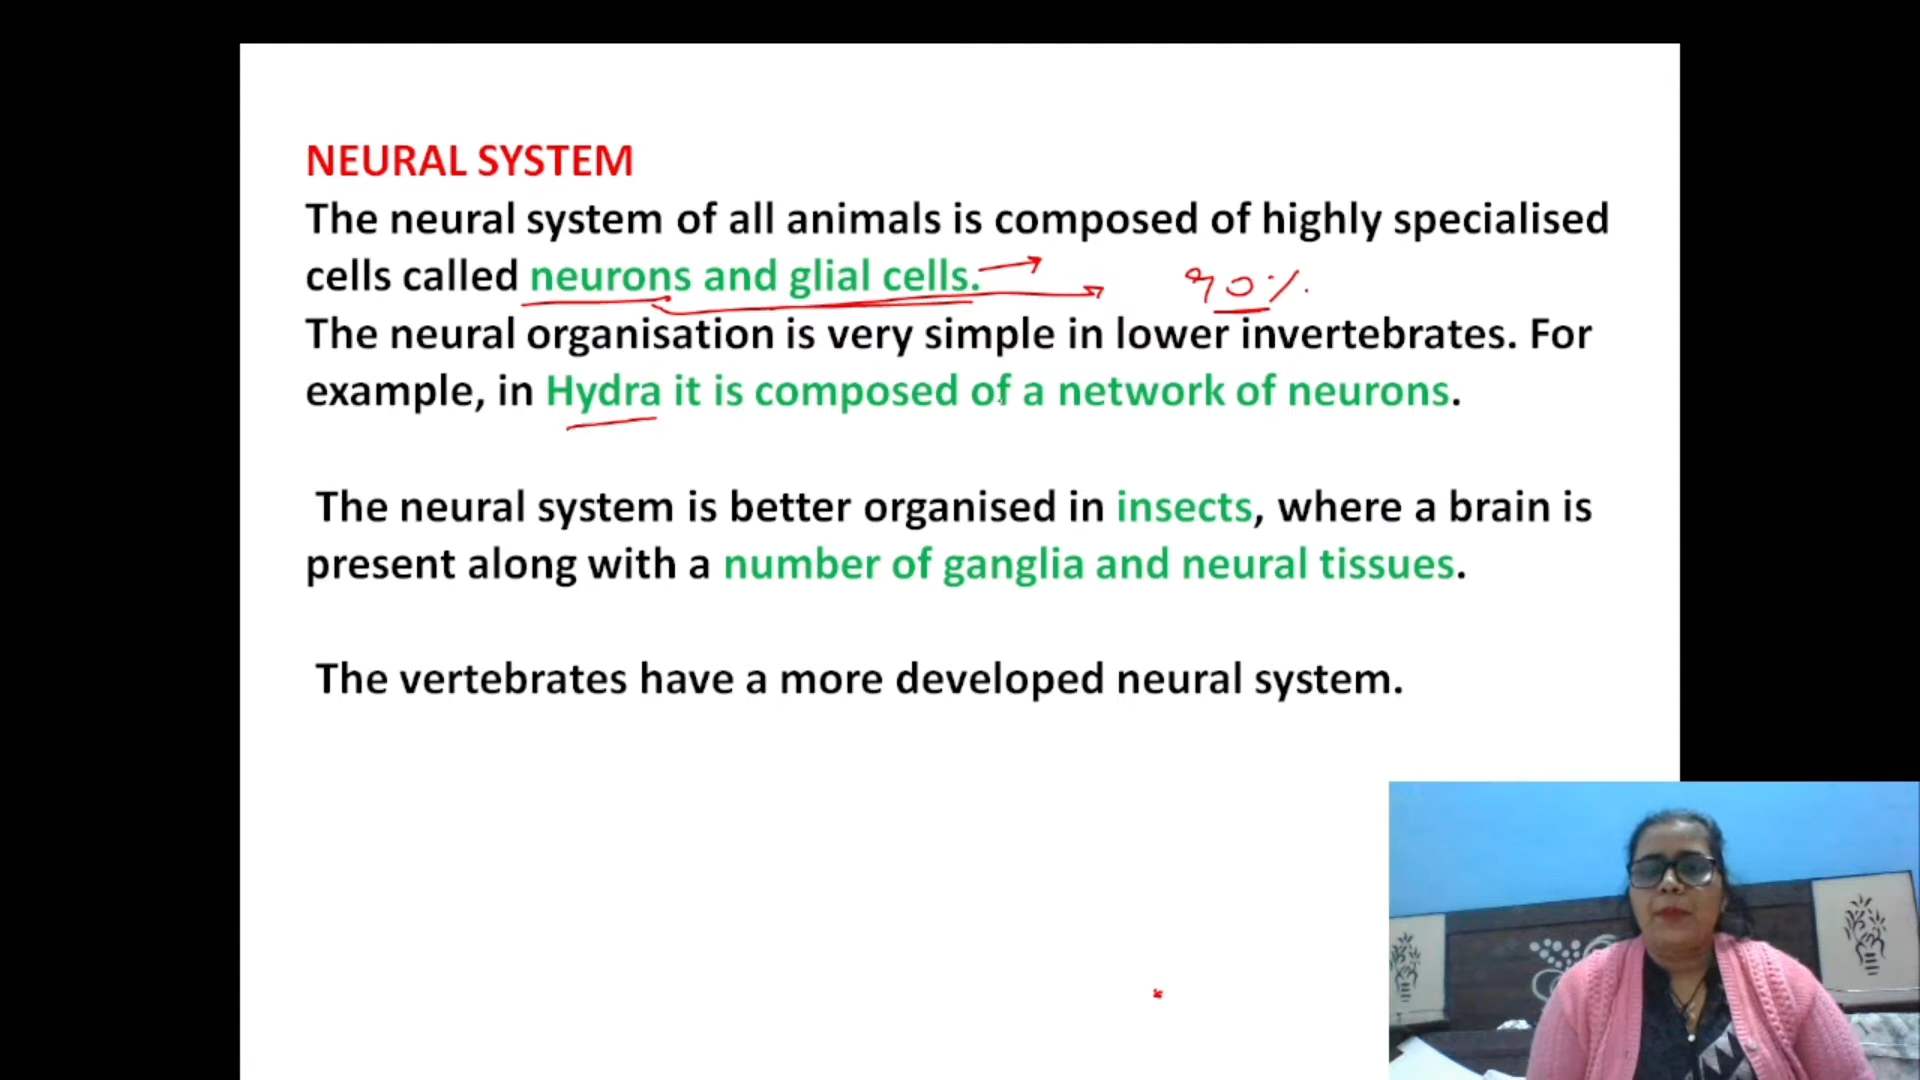 NEURAL SYSTEM
The neural system of all animals is composed of highly specialised
cells called neurons and glial cells.
90%
The neural organisation is very simple in lower invertebrates. For
example, in Hydra it is composed of a network of neurons.
The neural system is better organised in insects, where a brain is
present along with a number of ganglia and neural tissues.
The vertebrates have a more developed neural system.